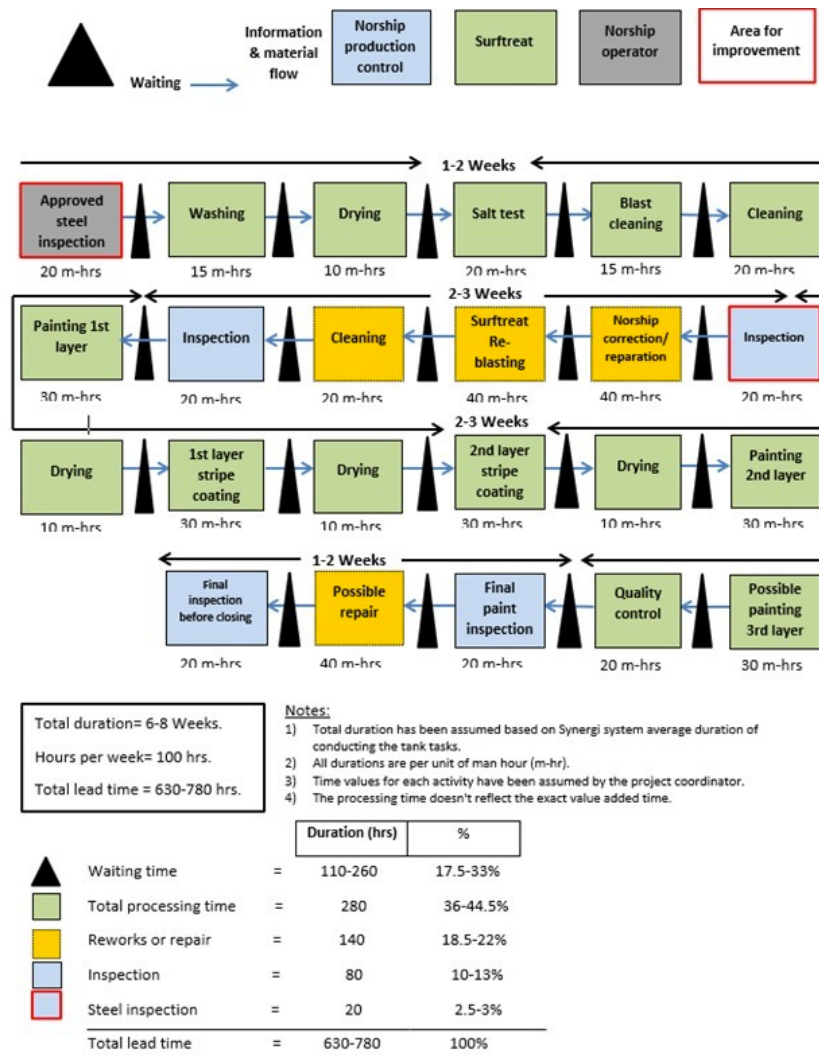 Waiting
Information
& material
flow
Norship
production
control
Surftreat
Norship
operator
Area for
improvement
1-2 Weeks
Approved
steel
inspection
Washing
Drying
Salt test
Blast
cleaning
Cleaning
20 m-hrs
15 m-hrs
10 m-hrs
20 m-hrs
15 m-hrs
20 m-hrs
2-3 Weeks
Painting 1st
layer
Inspection
Cleaning
Surftreat
Re-
blasting
Norship
correction/
reparation
Inspection
30 m-hrs
20 m-hrs
20 m-hrs
40 m-hrs
40 m-hrs
20 m-hrs
2-3 Weeks
Drying
1st layer
stripe
coating
Drying
2nd layer
stripe
coating
Drying
Painting
2nd layer
10 m-hrs
30 m-hrs
10 m-hrs
30 m-hrs
10 m-hrs
30 m-hrs
1-2 Weeks
Final
inspection
before closing
Possible
repair
Final
paint
inspection
Quality
control
Possible
painting
3rd layer
20 m-hrs
40 m-hrs
20 m-hrs
20 m-hrs
30 m-hrs
Total duration= 6-8 Weeks.
Hours per week= 100 hrs.
Total lead time = 630-780 hrs.
Notes:
1) Total duration has been assumed based on Synergi system average duration of
conducting the tank tasks.
2) All durations are per unit of man hour (m-hr).
3) Time values for each activity have been assumed by the project coordinator.
4) The processing time doesn't reflect the exact value added time.
Duration (hrs) %
Waiting time = 110-260 17.5-33%
Total processing time = 280 36-44.5%
Reworks or repair = 140 18.5-22%
Inspection = 80 10-13%
Steel inspection = 20 2.5-3%
Total lead time = 630-780 100%